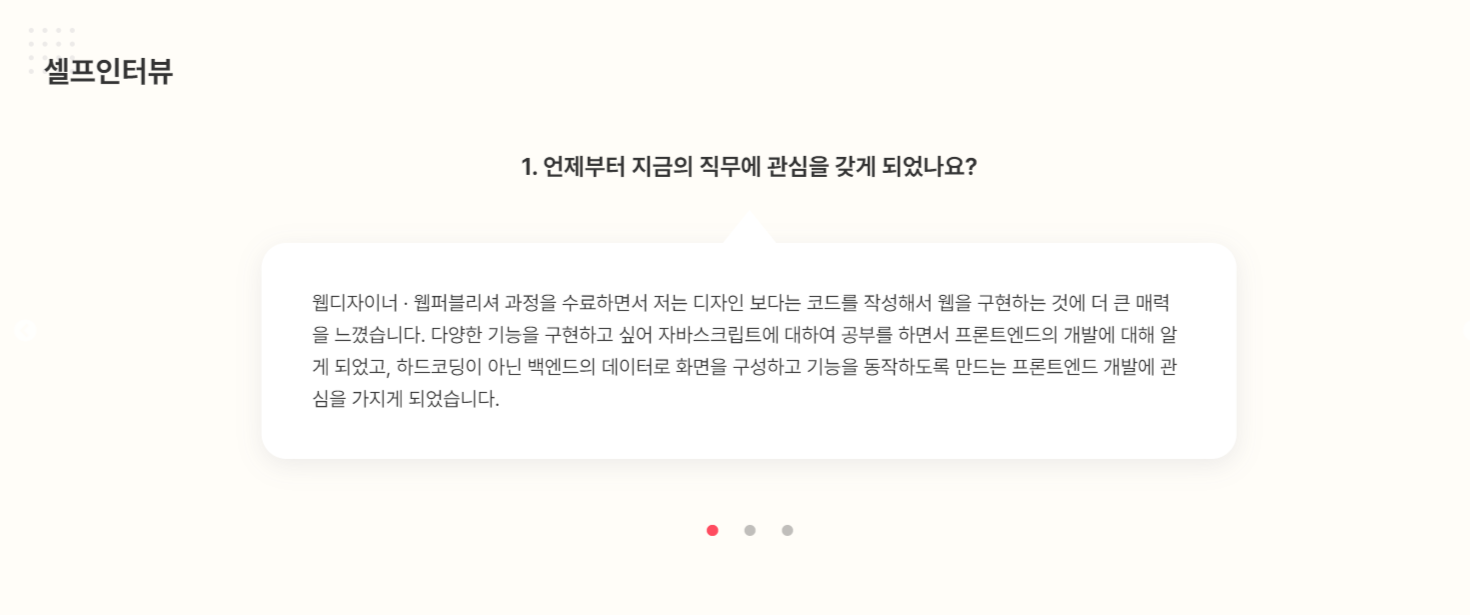 셀프인터뷰
1. 언제부터 지금의 직무에 관심을 갖게 되었나요?
웹디자이너 · 웹퍼블리셔 과정을 수료하면서 저는 디자인 보다는 코드를 작성해서 웹을 구현하는 것에 더 큰 매력
을 느꼈습니다. 다양한 기능을 구현하고 싶어 자바스크립트에 대하여 공부를 하면서 프론트엔드의 개발에 대해 알
게 되었고, 하드코딩이 아닌 백엔드의 데이터로 화면을 구성하고 기능을 동작하도록 만드는 프론트엔드 개발에 관
심을 가지게 되었습니다.